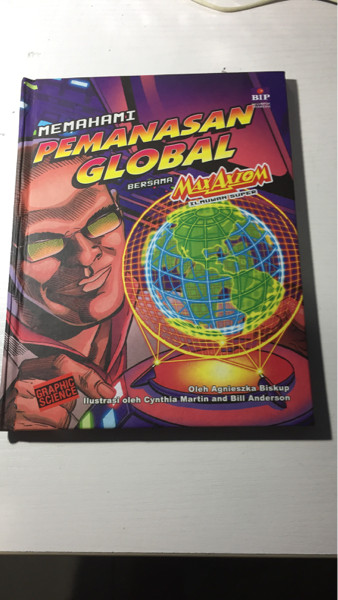 BIP
MEMAHAMI
PEMANASAN
GLOBAL
BERSAMA MAX AXIOM
ILMUWAN SUPER
GRAPHIC
SCIENCE
Oleh Agnieszka Biskup
Ilustrasi oleh Cynthia Martin and Bill Anderson